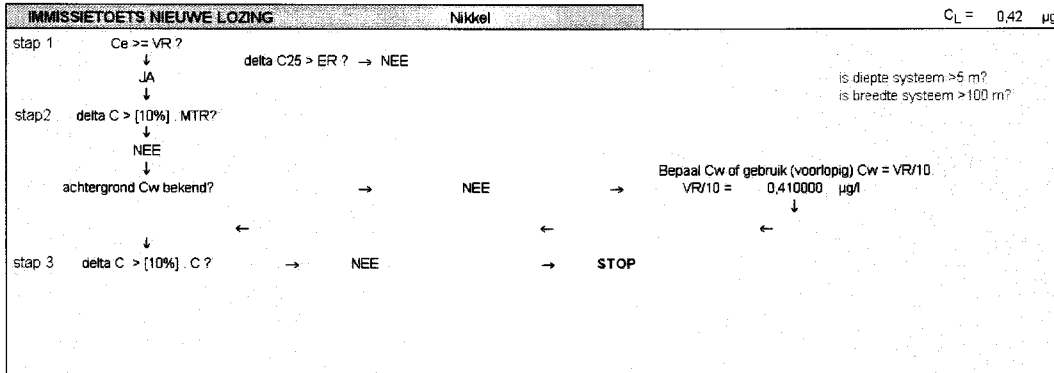 IMMISSIETOETS NIEUWE LOZING Nikkel CL = 0,42 µg
stap 1 Ce >= VR ?
↓ delta C25 > ER ? → NEE
JA is diepte systeem >5 m?
↓ is breedte systeem >100 m?
stap2 delta C > [10%] . MTR?
↓
NEE
↓ Bepaal Cw of gebruik (voorlopig) Cw = VR/10.
achtergrond Cw bekend? → NEE → VR/10 = 0,410000 µg/l
↓
← ← ←
↓
stap 3 delta C > [10%] . C ? → NEE → STOP